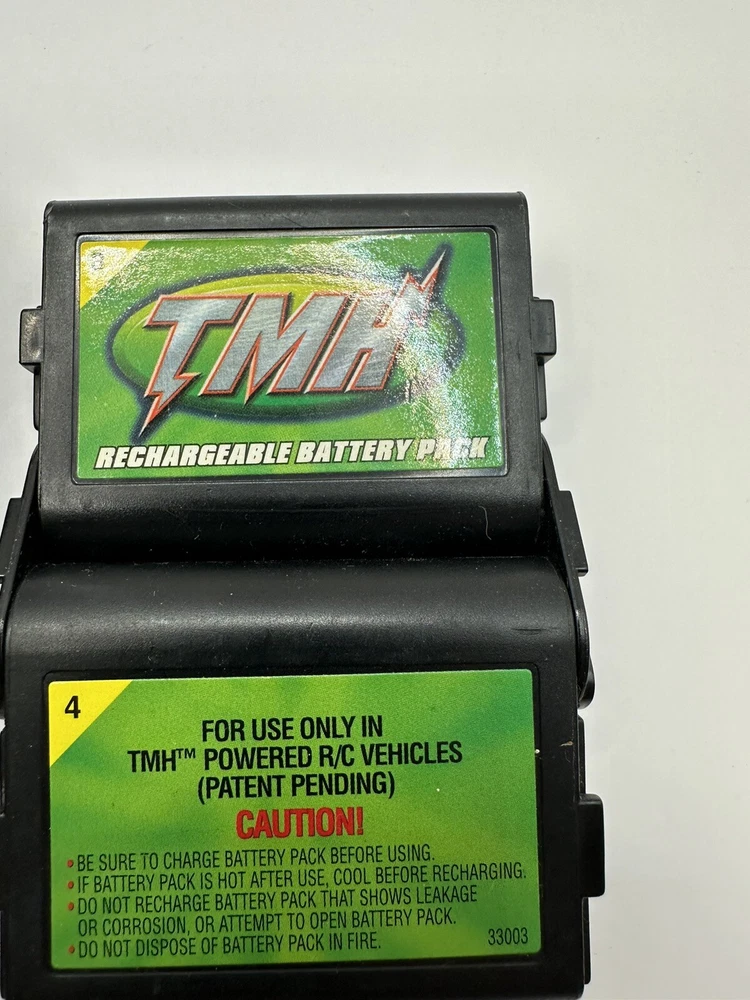 TMH
RECHARGEABLE BATTERY PACK
4
FOR USE ONLY IN
TMH™ POWERED R/C VEHICLES
(PATENT PENDING)
CAUTION!
• BE SURE TO CHARGE BATTERY PACK BEFORE USING.
• IF BATTERY PACK IS HOT AFTER USE, COOL BEFORE RECHARGING.
• DO NOT RECHARGE BATTERY PACK THAT SHOWS LEAKAGE
OR CORROSION, OR ATTEMPT TO OPEN BATTERY PACK.
• DO NOT DISPOSE OF BATTERY PACK IN FIRE.
33003